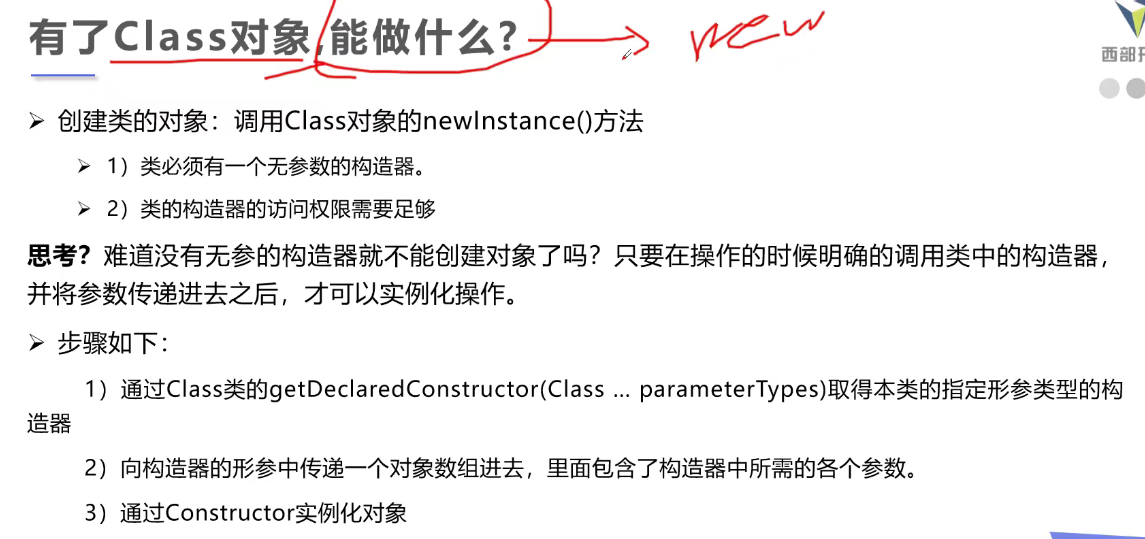 有了Class对象,能做什么?
new
西部开
➢ 创建类的对象：调用Class对象的newInstance()方法
➢ 1）类必须有一个无参数的构造器。
➢ 2）类的构造器的访问权限需要足够
思考？难道没有无参的构造器就不能创建对象了吗？只要在操作的时候明确的调用类中的构造器，
并将参数传递进去之后，才可以实例化操作。
➢ 步骤如下：
1）通过Class类的getDeclaredConstructor(Class … parameterTypes)取得本类的指定形参类型的构
造器
2）向构造器的形参中传递一个对象数组进去，里面包含了构造器中所需的各个参数。
3）通过Constructor实例化对象